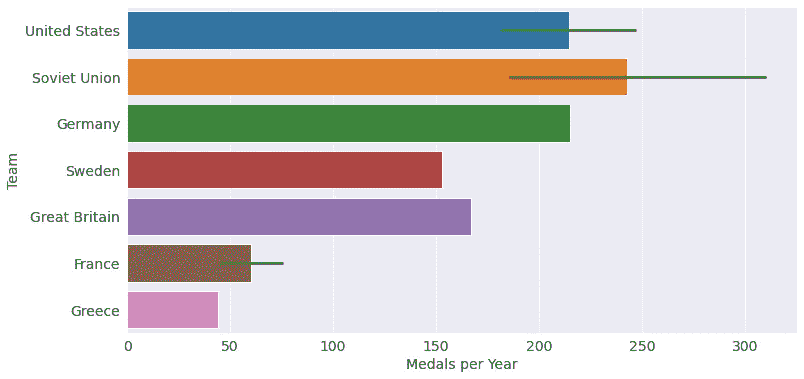 United States
Soviet Union
Germany
Sweden
Great Britain
France
Greece
Team
0 50 100 150 200 250 300
Medals per Year